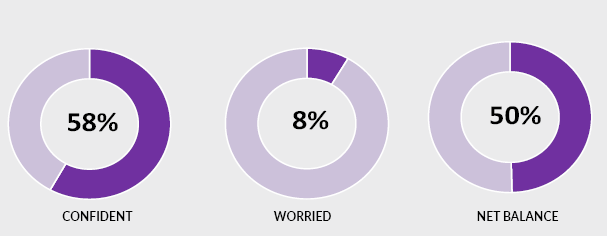 58%
8%
50%
CONFIDENT
WORRIED
NET BALANCE